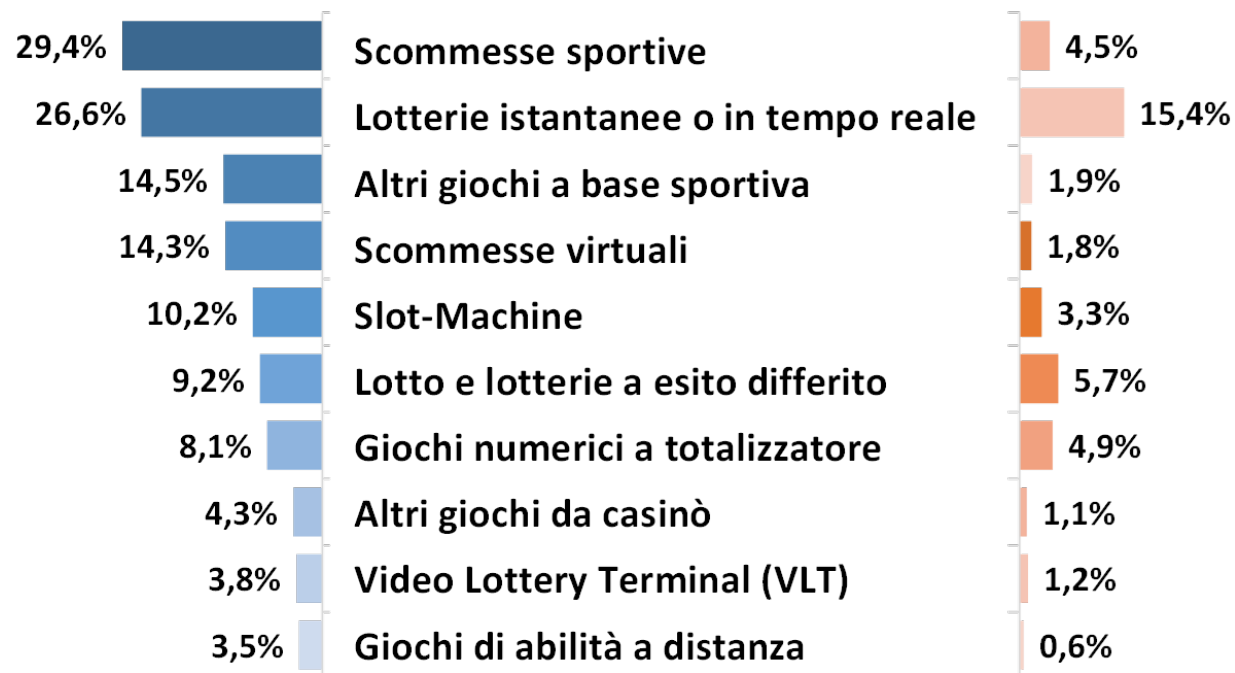 29,4% Scommesse sportive 4,5%
26,6% Lotterie istantanee o in tempo reale 15,4%
14,5% Altri giochi a base sportiva 1,9%
14,3% Scommesse virtuali 1,8%
10,2% Slot-Machine 3,3%
9,2% Lotto e lotterie a esito differito 5,7%
8,1% Giochi numerici a totalizzatore 4,9%
4,3% Altri giochi da casinò 1,1%
3,8% Video Lottery Terminal (VLT) 1,2%
3,5% Giochi di abilità a distanza 0,6%